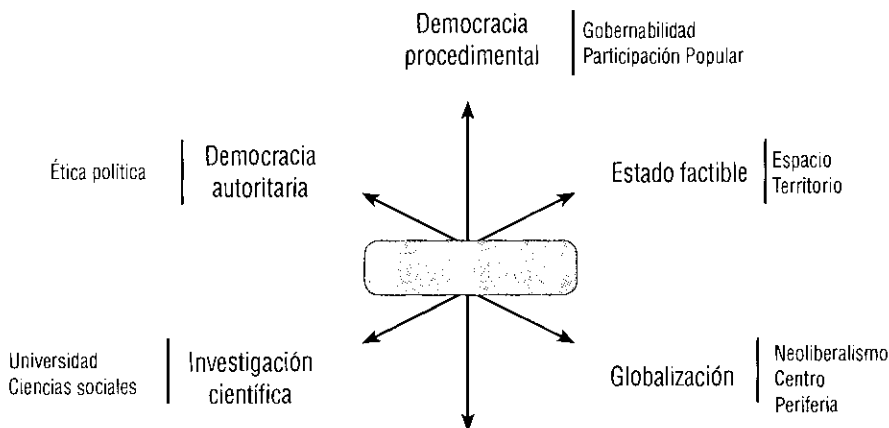 Democracia
procedimental
Gobernabilidad
Participación Popular
Ética política
Democracia
autoritaria
Estado factible
Espacio
Territorio
Universidad
Ciencias sociales
Investigación
científica
Globalización
Neoliberalismo
Centro
Periferia